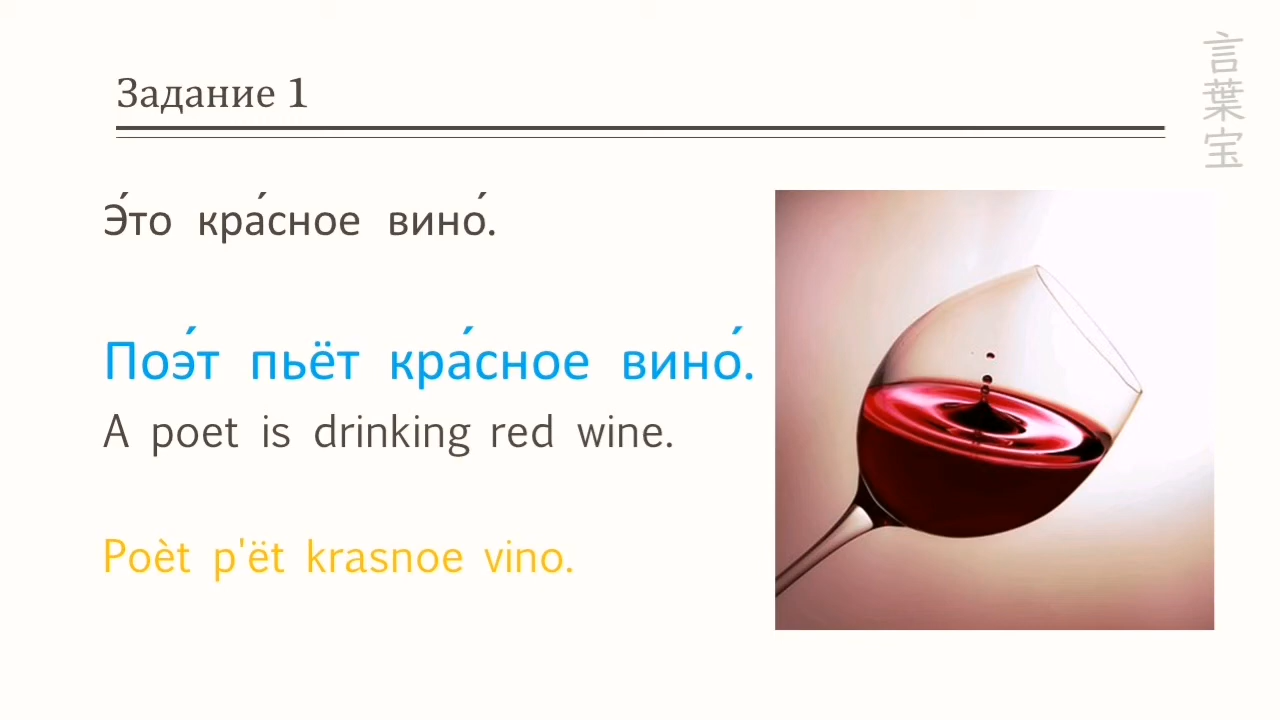 Задание 1
Э́то кра́сное вино́.
Поэ́т пьёт кра́сное вино́.
A poet is drinking red wine.
Poèt p'ët krasnoe vino.
言葉宝